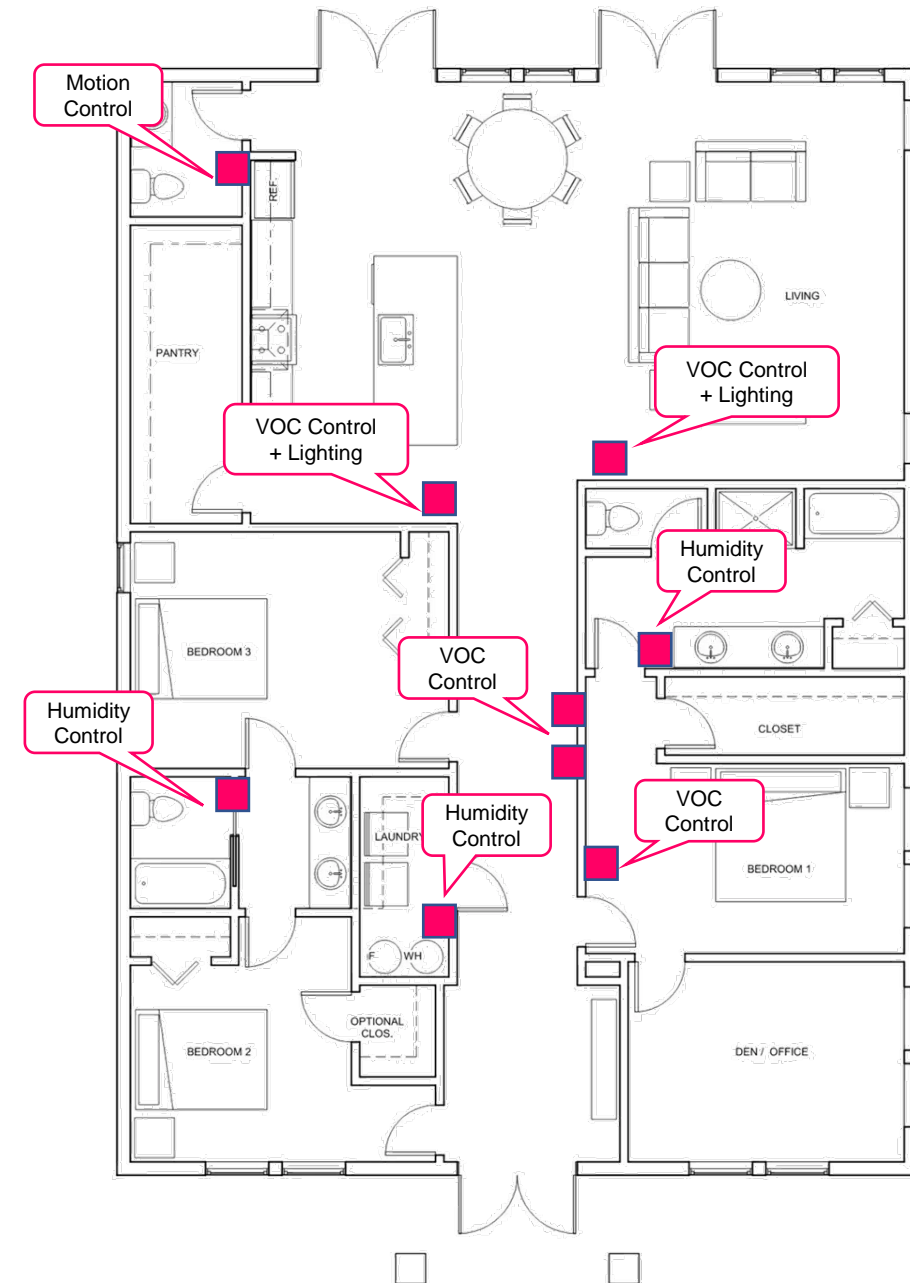 Motion
Control
REF.
LIVING
PANTRY
VOC Control
+ Lighting
VOC Control
+ Lighting
Humidity
Control
BEDROOM 3
VOC
Control
Humidity
Control
CLOSET
VOC
Control
Humidity
Control
LAUNDRY
BEDROOM 1
F
WH
OPTIONAL
CLOS.
BEDROOM 2
DEN / OFFICE